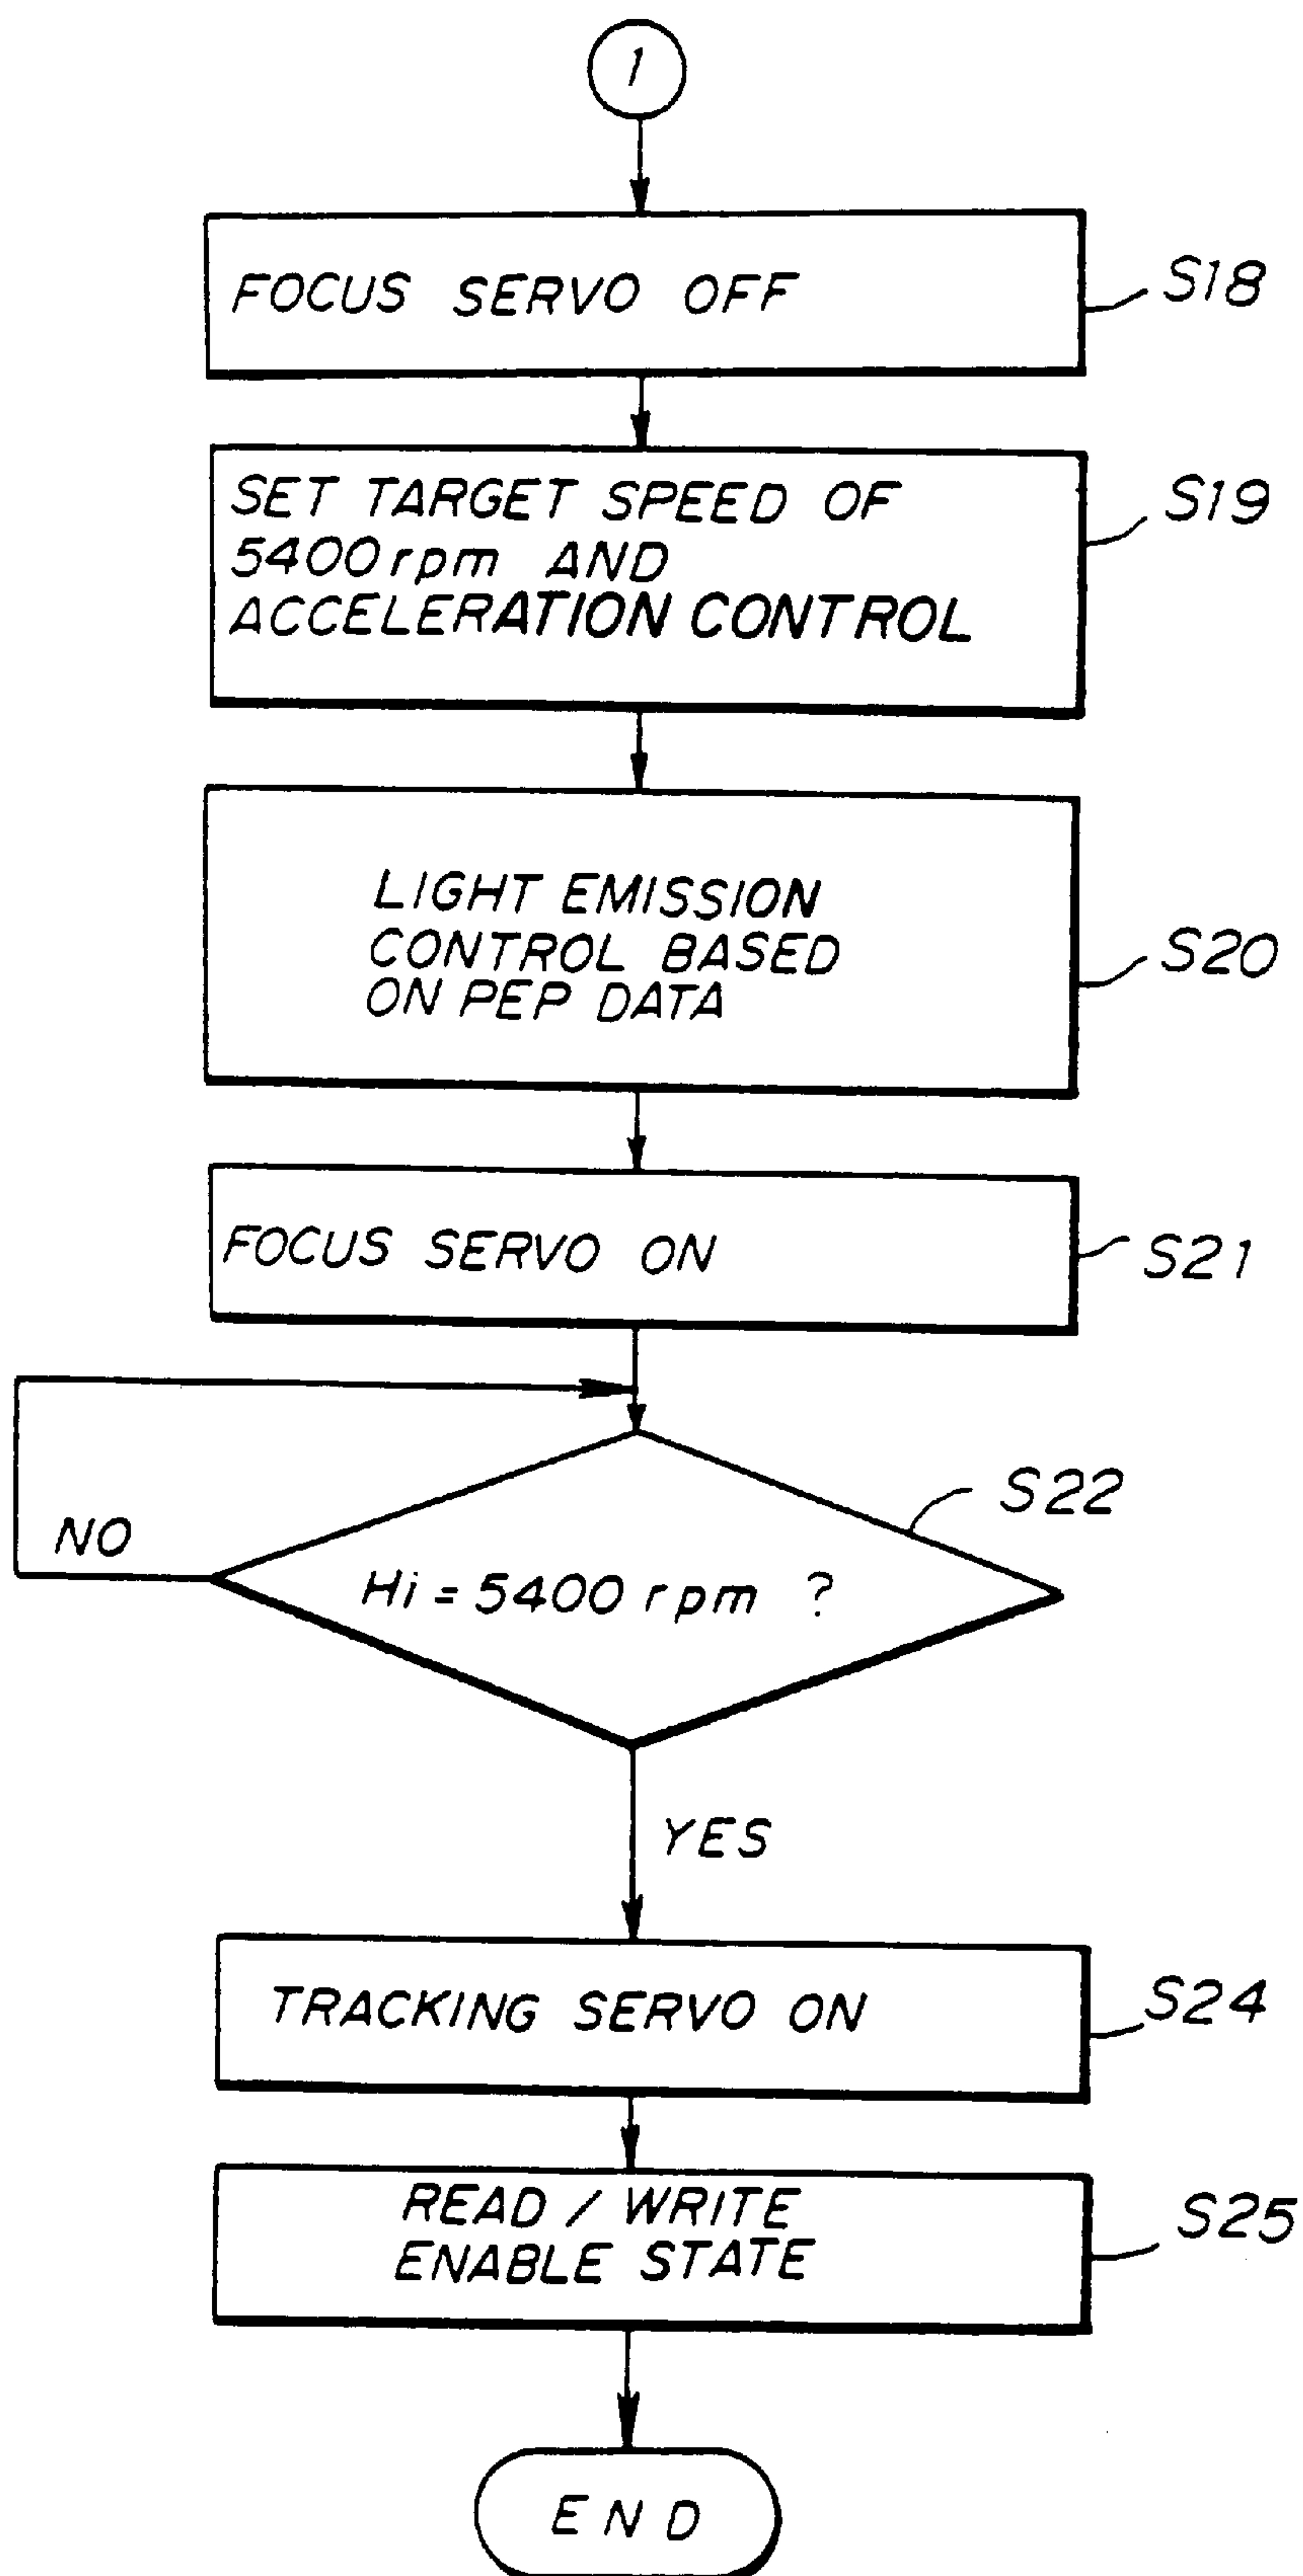 1
FOCUS SERVO OFF
S18
SET TARGET SPEED OF
5400rpm AND
ACCELERATION CONTROL
S19
LIGHT EMISSION
CONTROL BASED
ON PEP DATA
S20
FOCUS SERVO ON
S21
S22
NO
Hi = 5400 rpm ?
YES
TRACKING SERVO ON
S24
READ / WRITE
ENABLE STATE
S25
END